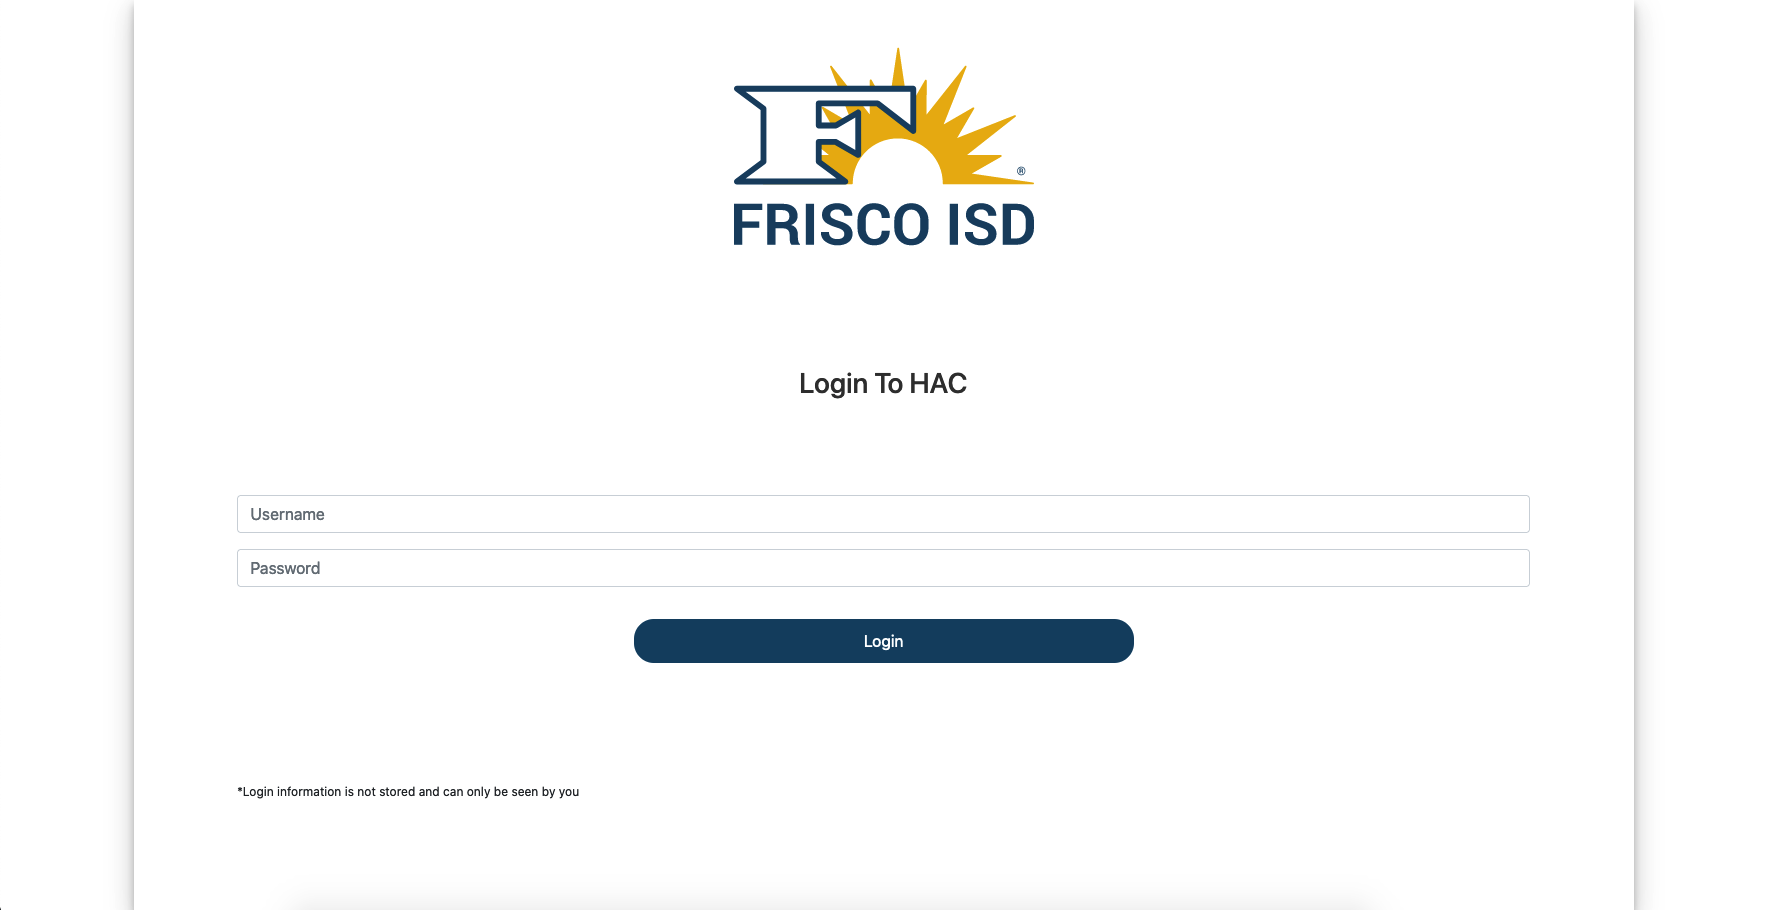 F
®
FRISCO ISD
Login To HAC
Username
Password
Login
*Login information is not stored and can only be seen by you